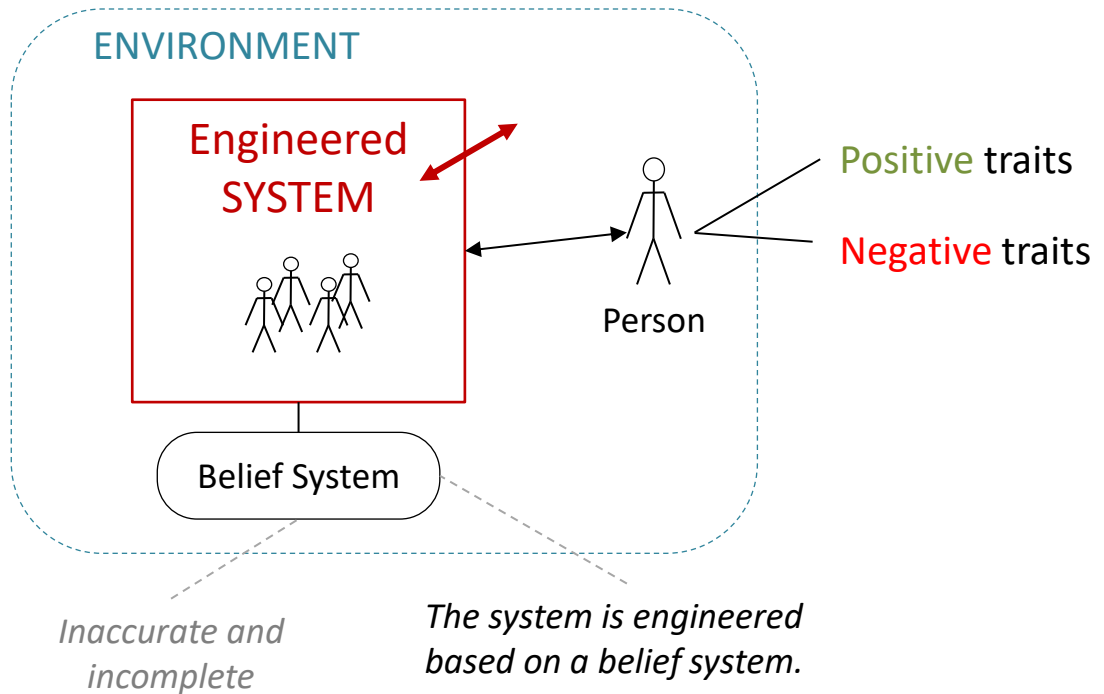 ENVIRONMENT
Engineered
SYSTEM
Positive traits
Negative traits
Person
Belief System
Inaccurate and
incomplete
The system is engineered
based on a belief system.